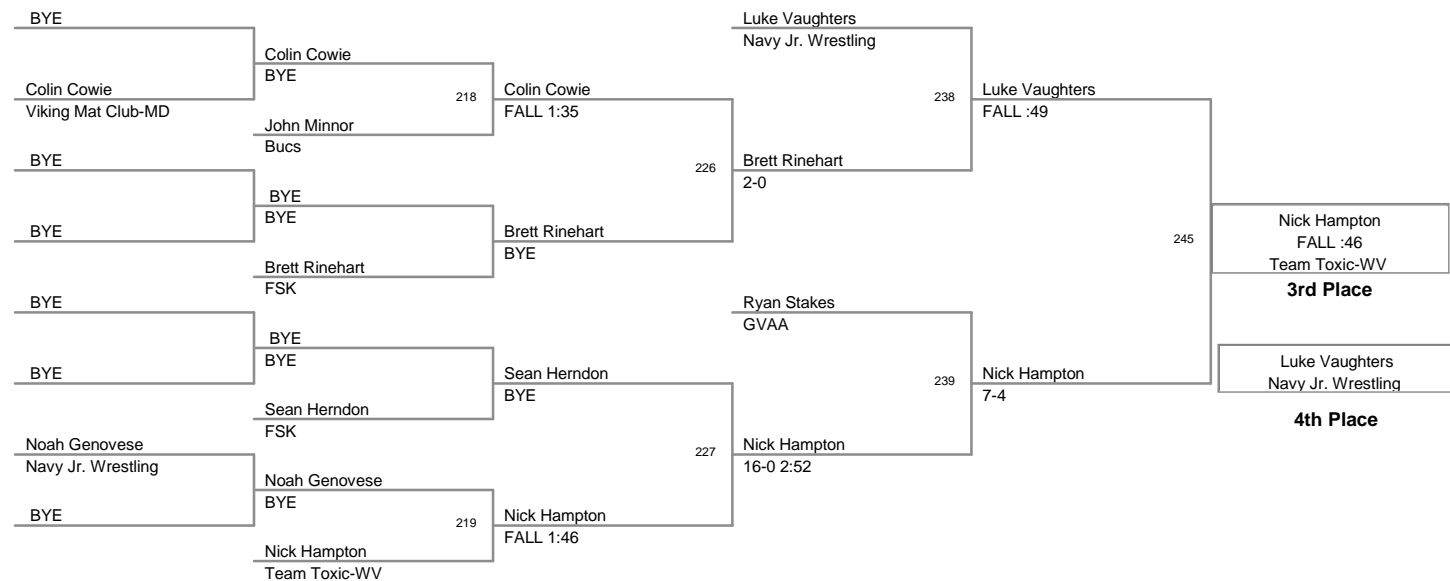 BYE
Colin Cowie
Viking Mat Club-MD
BYE
BYE
BYE
BYE
Noah Genovese
Navy Jr. Wrestling
BYE
Colin Cowie
BYE
218
John Minnor
Bucs
BYE
BYE
Brett Rinehart
FSK
BYE
BYE
Sean Herndon
FSK
Noah Genovese
BYE
219
Nick Hampton
Team Toxic-WV
Colin Cowie
FALL 1:35
226
Brett Rinehart
BYE
Sean Herndon
BYE
227
Nick Hampton
FALL 1:46
Luke Vaughters
Navy Jr. Wrestling
238
Brett Rinehart
2-0
Ryan Stakes
GVAA
239
Nick Hampton
16-0 2:52
Luke Vaughters
FALL :49
245
Nick Hampton
7-4
Nick Hampton
FALL :46
Team Toxic-WV
3rd Place
Luke Vaughters
Navy Jr. Wrestling
4th Place